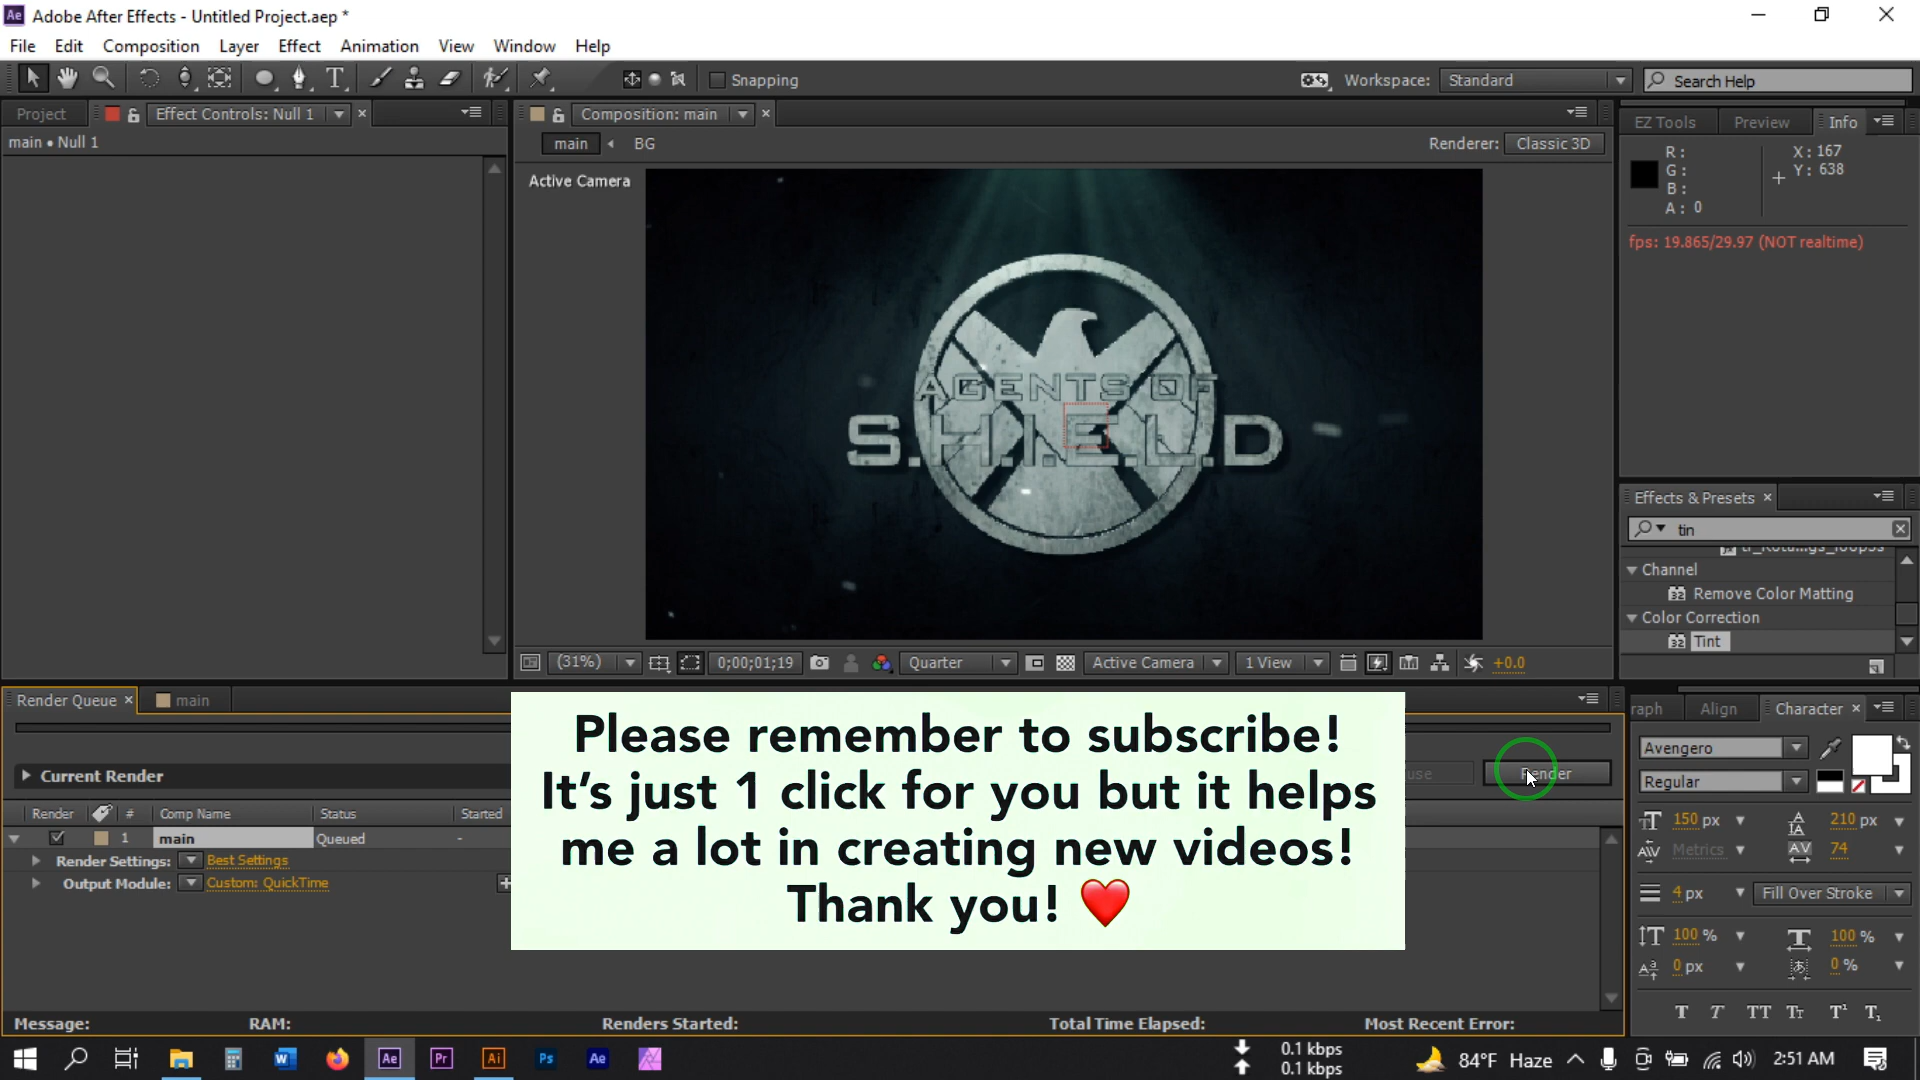 Adobe After Effects - Untitled Project.aep *
File Edit Composition Layer Effect Animation View Window Help
Snapping
Workspace: Standard
Search Help
Project
Effect Controls: Null 1
main • Null 1
Composition: main
main
BG
Renderer: Classic 3D
Active Camera
AGENTS OF
S.H.I.E.L.D
EZ Tools
Preview
Info
R:
G:
B:
A: 0
X: 167
Y: 638
fps: 19.865/29.97 (NOT realtime)
Effects & Presets
tin
Channel
Remove Color Matting
Color Correction
Tint
(31%)
0;00;01;19
Quarter
Active Camera
1 View
+0.0
Render Queue
main
Current Render
Render
Render # Comp Name Status Started
1 main Queued -
Render Settings: Best Settings
Output Module: Custom: QuickTime
Please remember to subscribe!
It's just 1 click for you but it helps
me a lot in creating new videos!
Thank you!
Message:
RAM:
Renders Started:
Total Time Elapsed:
Most Recent Error:
raph
Align
Character
Avengero
Regular
150 px
210 px
Metrics
74
4 px
Fill Over Stroke
100 %
100 %
0 px
0 %
T T TT Tt T¹ T₁
0.1 kbps
0.1 kbps
84°F Haze
2:51 AM